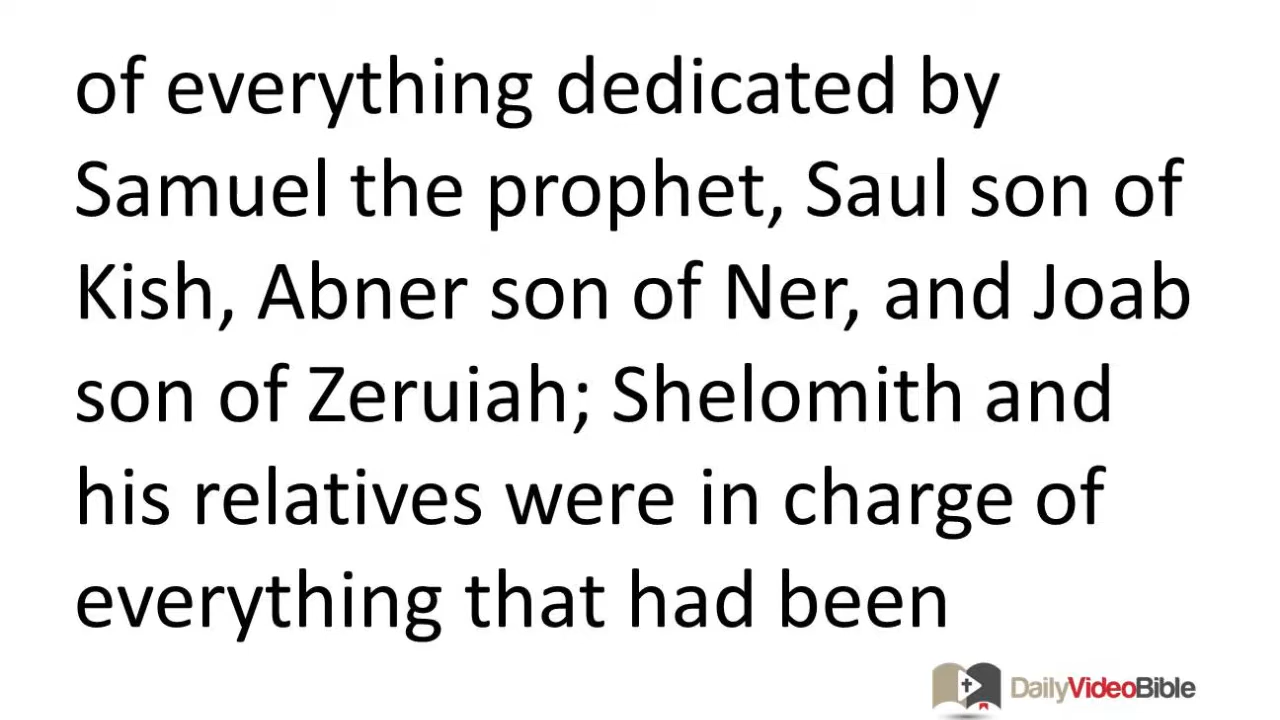 of everything dedicated by
Samuel the prophet, Saul son of
Kish, Abner son of Ner, and Joab
son of Zeruiah; Shelomith and
his relatives were in charge of
everything that had been
DailyVideoBible